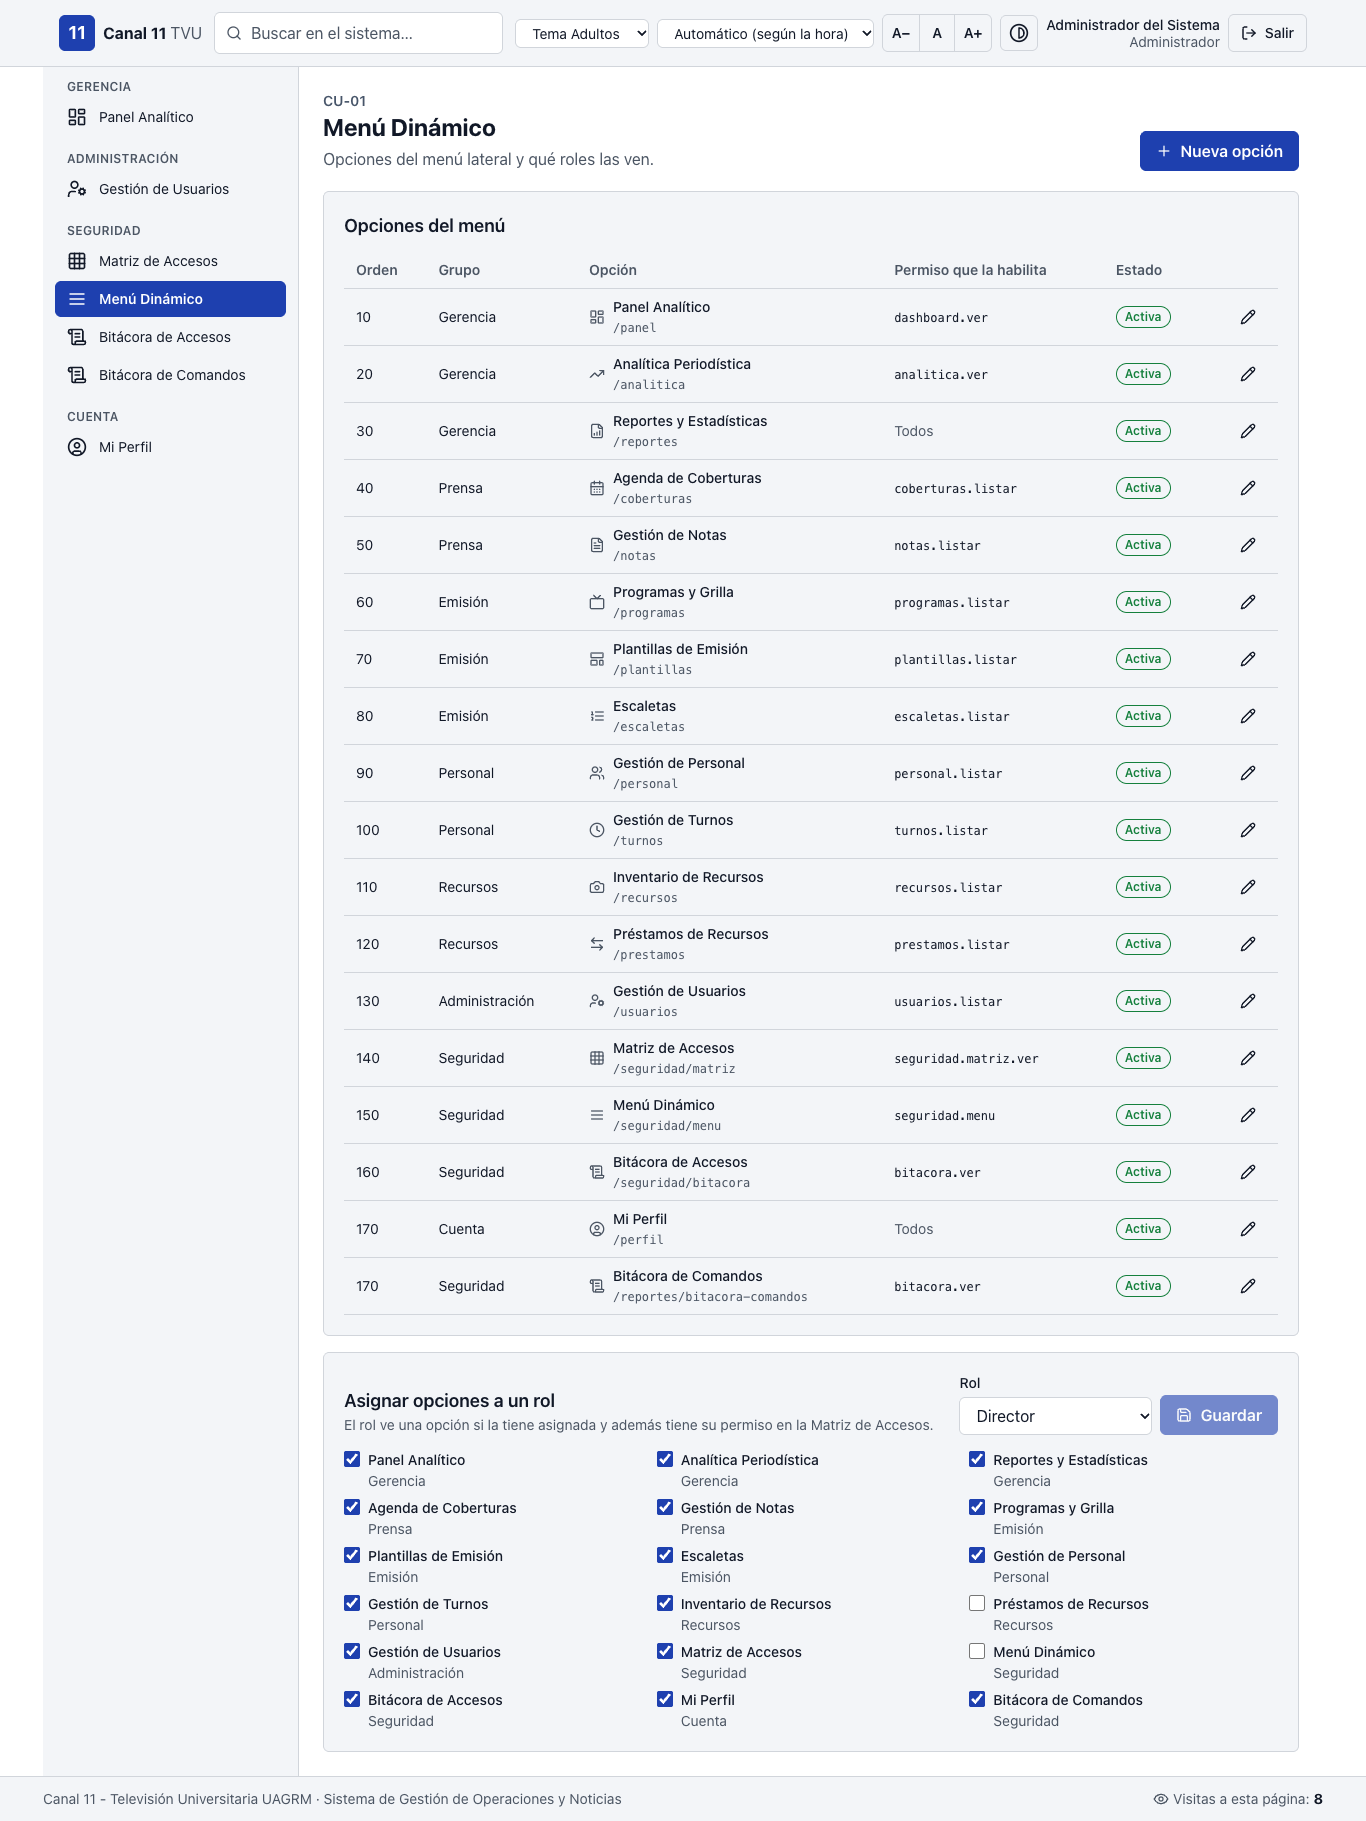 11 Canal 11 TVU
Buscar en el sistema...
Tema Adultos
Automático (según la hora)
A− A A+
Administrador del Sistema
Administrador
Salir
GERENCIA
Panel Analítico
ADMINISTRACIÓN
Gestión de Usuarios
SEGURIDAD
Matriz de Accesos
Menú Dinámico
Bitácora de Accesos
Bitácora de Comandos
CUENTA
Mi Perfil
CU-01
Menú Dinámico
Opciones del menú lateral y qué roles las ven.
+ Nueva opción
Opciones del menú
Orden Grupo Opción Permiso que la habilita Estado
10 Gerencia Panel Analítico dashboard.ver Activa
/panel
20 Gerencia Analítica Periodística analitica.ver Activa
/analitica
30 Gerencia Reportes y Estadísticas Todos Activa
/reportes
40 Prensa Agenda de Coberturas coberturas.listar Activa
/coberturas
50 Prensa Gestión de Notas notas.listar Activa
/notas
60 Emisión Programas y Grilla programas.listar Activa
/programas
70 Emisión Plantillas de Emisión plantillas.listar Activa
/plantillas
80 Emisión Escaletas escaletas.listar Activa
/escaletas
90 Personal Gestión de Personal personal.listar Activa
/personal
100 Personal Gestión de Turnos turnos.listar Activa
/turnos
110 Recursos Inventario de Recursos recursos.listar Activa
/recursos
120 Recursos Préstamos de Recursos prestamos.listar Activa
/prestamos
130 Administración Gestión de Usuarios usuarios.listar Activa
/usuarios
140 Seguridad Matriz de Accesos seguridad.matriz.ver Activa
/seguridad/matriz
150 Seguridad Menú Dinámico seguridad.menu Activa
/seguridad/menu
160 Seguridad Bitácora de Accesos bitacora.ver Activa
/seguridad/bitacora
170 Cuenta Mi Perfil Todos Activa
/perfil
170 Seguridad Bitácora de Comandos bitacora.ver Activa
/reportes/bitacora-comandos
Asignar opciones a un rol
El rol ve una opción si la tiene asignada y además tiene su permiso en la Matriz de Accesos.
Rol
Director
Guardar
Panel Analítico Analítica Periodística Reportes y Estadísticas
Gerencia Gerencia Gerencia
Agenda de Coberturas Gestión de Notas Programas y Grilla
Prensa Prensa Emisión
Plantillas de Emisión Escaletas Gestión de Personal
Emisión Emisión Personal
Gestión de Turnos Inventario de Recursos Préstamos de Recursos
Personal Recursos Recursos
Gestión de Usuarios Matriz de Accesos Menú Dinámico
Administración Seguridad Seguridad
Bitácora de Accesos Mi Perfil Bitácora de Comandos
Seguridad Cuenta Seguridad
Canal 11 - Televisión Universitaria UAGRM · Sistema de Gestión de Operaciones y Noticias
Visitas a esta página: 8